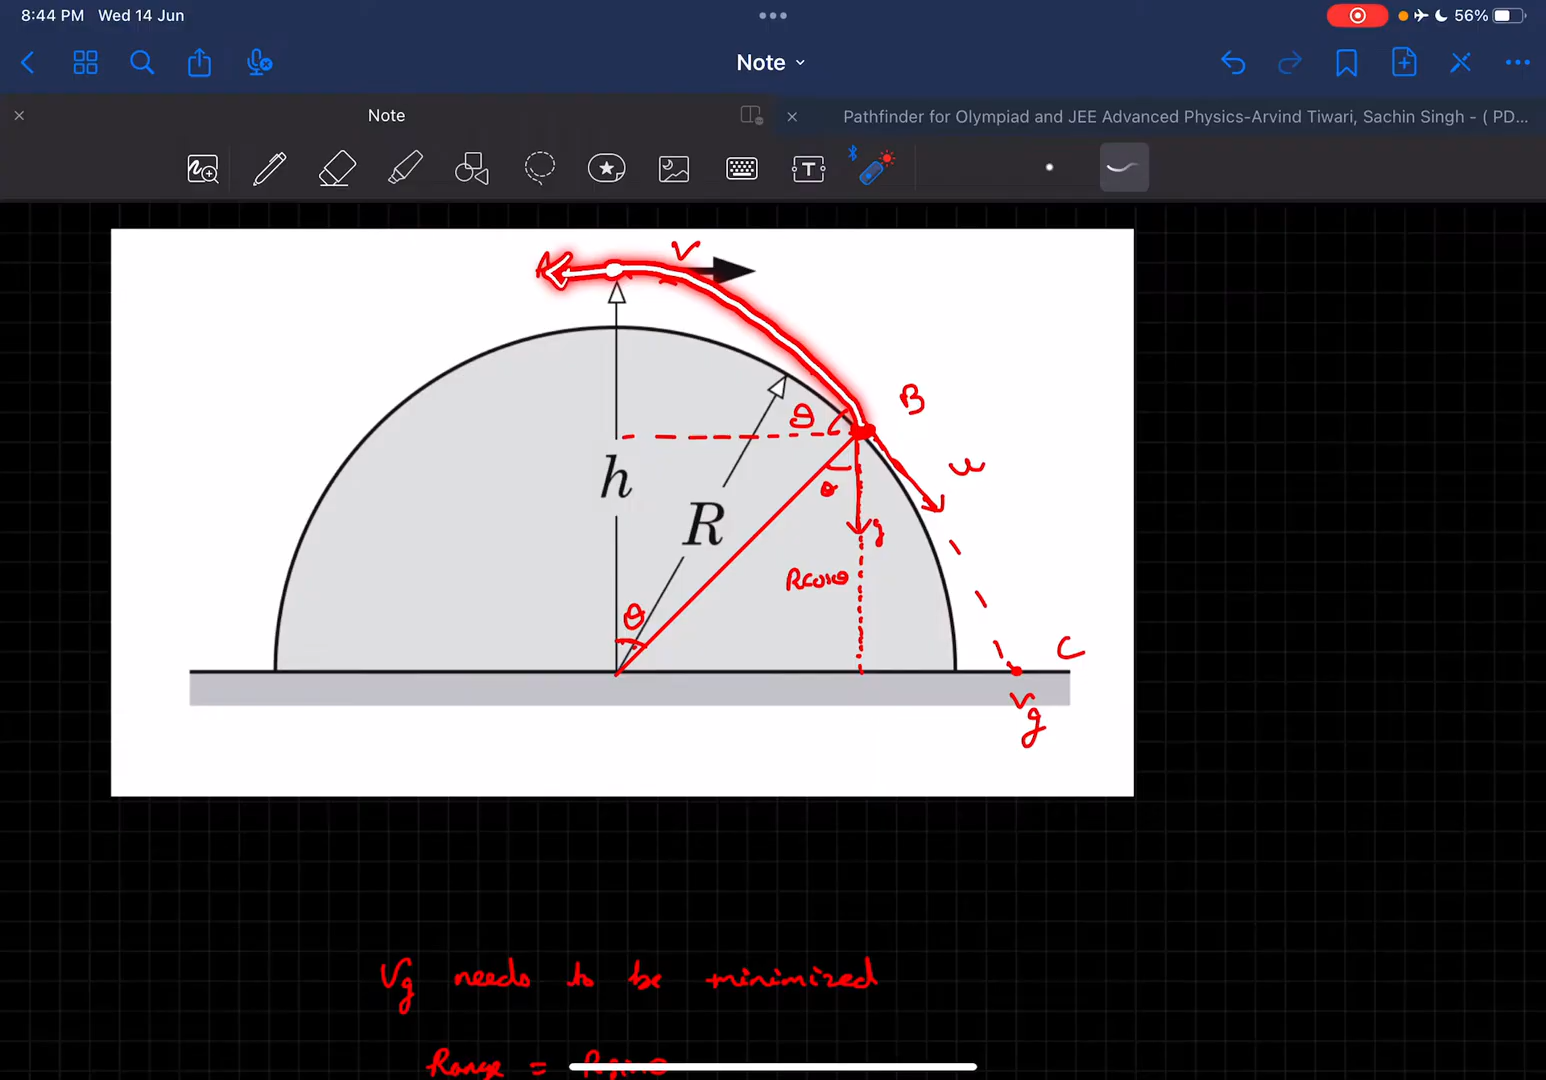 8:44 PM Wed 14 Jun
56%
Note
Note
Pathfinder for Olympiad and JEE Advanced Physics-Arvind Tiwari, Sachin Singh - ( PD...
T
A
V
B
θ
u
h
θ
R
g
Rcosθ
θ
C
Vg
Vg needs to be minimized
Range = Rsinθ